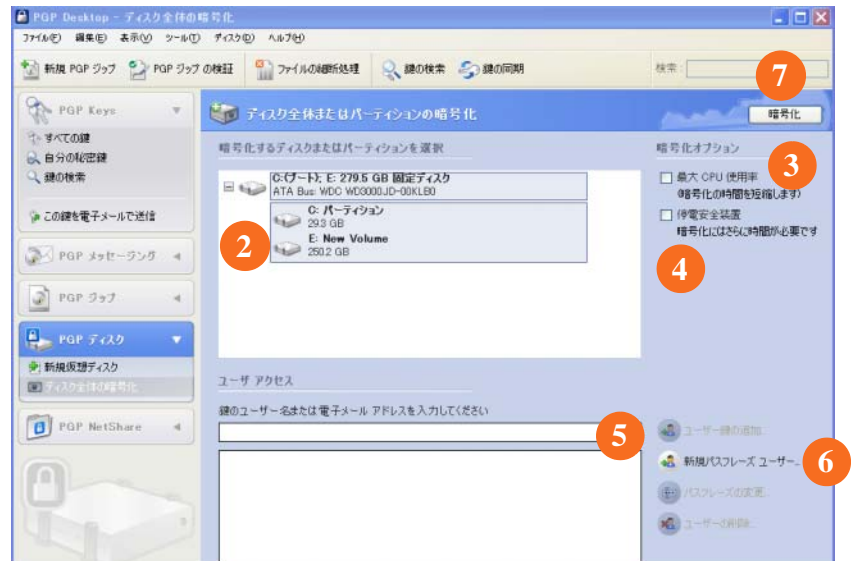 PGP Desktop - ディスク全体の暗号化
ファイル(F) 編集(E) 表示(V) ツール(T) ディスク(D) ヘルプ(H)
新規 PGP ジップ PGP ジップ の検証 ファイルの細断処理 鍵の検索 鍵の同期 検索:
7
PGP Keys
すべての鍵
自分の秘密鍵
鍵の検索
この鍵を電子メールで送信
PGP メッセージング
PGP ジップ
PGP ディスク
新規仮想ディスク
ディスク全体の暗号化
PGP NetShare
ディスク全体またはパーティションの暗号化
暗号化
暗号化するディスクまたはパーティションを選択
C:(ブート); E: 279.5 GB 固定ディスク
ATA Bus: WDC WD3000JD-00KLB0
C: パーティション
29.3 GB
E: New Volume
250.2 GB
2
暗号化オプション
3
最大 CPU 使用率
(暗号化の時間を短縮します)
停電安全装置
暗号化にはさらに時間が必要です
4
ユーザ アクセス
鍵のユーザー名または電子メール アドレスを入力してください
5
ユーザー鍵の追加...
新規パスフレーズ ユーザー...
6
パスフレーズの変更...
ユーザーの削除...